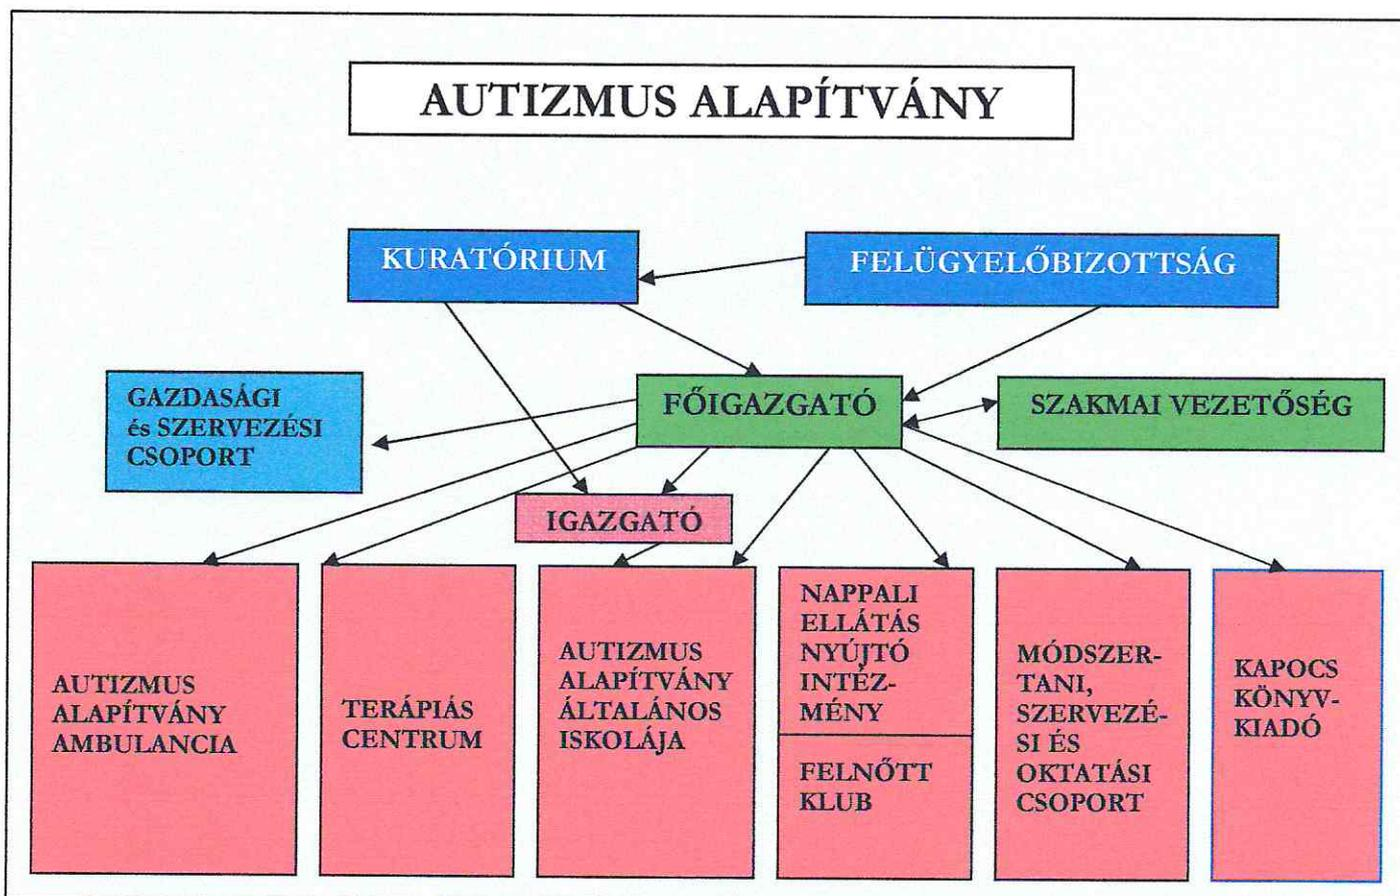 AUTIZMUS ALAPÍTVÁNY
KURATÓRIUM
FELÜGYELŐBIZOTTSÁG
GAZDASÁGI
és SZERVEZÉSI
CSOPORT
FŐIGAZGATÓ
SZAKMAI VEZETŐSÉG
IGAZGATÓ
AUTIZMUS
ALAPÍTVÁNY
AMBULANCIA
TERÁPIÁS
CENTRUM
AUTIZMUS
ALAPÍTVÁNY
ÁLTALÁNOS
ISKOLÁJA
NAPPALI
ELLÁTÁS
NYÚJTÓ
INTÉZ-
MÉNY
FELNŐTT
KLUB
MÓDSZER-
TANI,
SZERVEZÉ-
SI ÉS
OKTATÁSI
CSOPORT
KAPOCS
KÖNYV-
KIADÓ